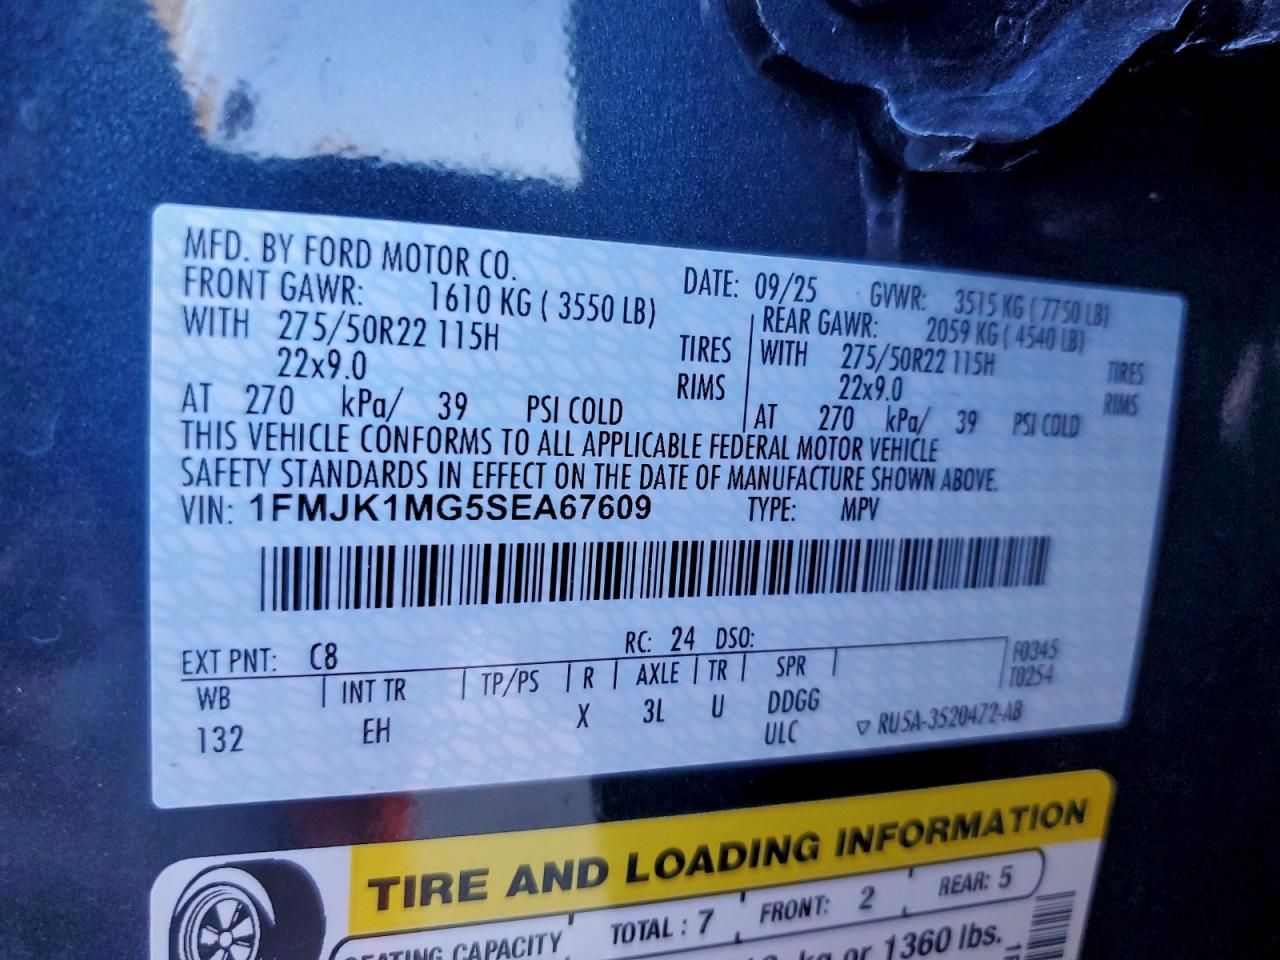 MFD. BY FORD MOTOR CO.
DATE: 09/25 GVWR: 3515 KG ( 7750 LB)
FRONT GAWR: 1610 KG ( 3550 LB)
WITH 275/50R22 115H TIRES
22x9.0 RIMS
AT 270 kPa/ 39 PSI COLD
REAR GAWR: 2059 KG ( 4540 LB)
WITH 275/50R22 115H TIRES
22x9.0 RIMS
AT 270 kPa/ 39 PSI COLD
THIS VEHICLE CONFORMS TO ALL APPLICABLE FEDERAL MOTOR VEHICLE
SAFETY STANDARDS IN EFFECT ON THE DATE OF MANUFACTURE SHOWN ABOVE.
VIN: 1FMJK1MG5SEA67609 TYPE: MPV
EXT PNT: C8 RC: 24 DSO:
F0345
T0254
WB INT TR TP/PS R AXLE TR SPR
132 EH X 3L U DDGG
ULC ▽ RU5A-3520472-AB
TIRE AND LOADING INFORMATION
SEATING CAPACITY TOTAL : 7 FRONT: 2 REAR: 5
kg or 1360 lbs.